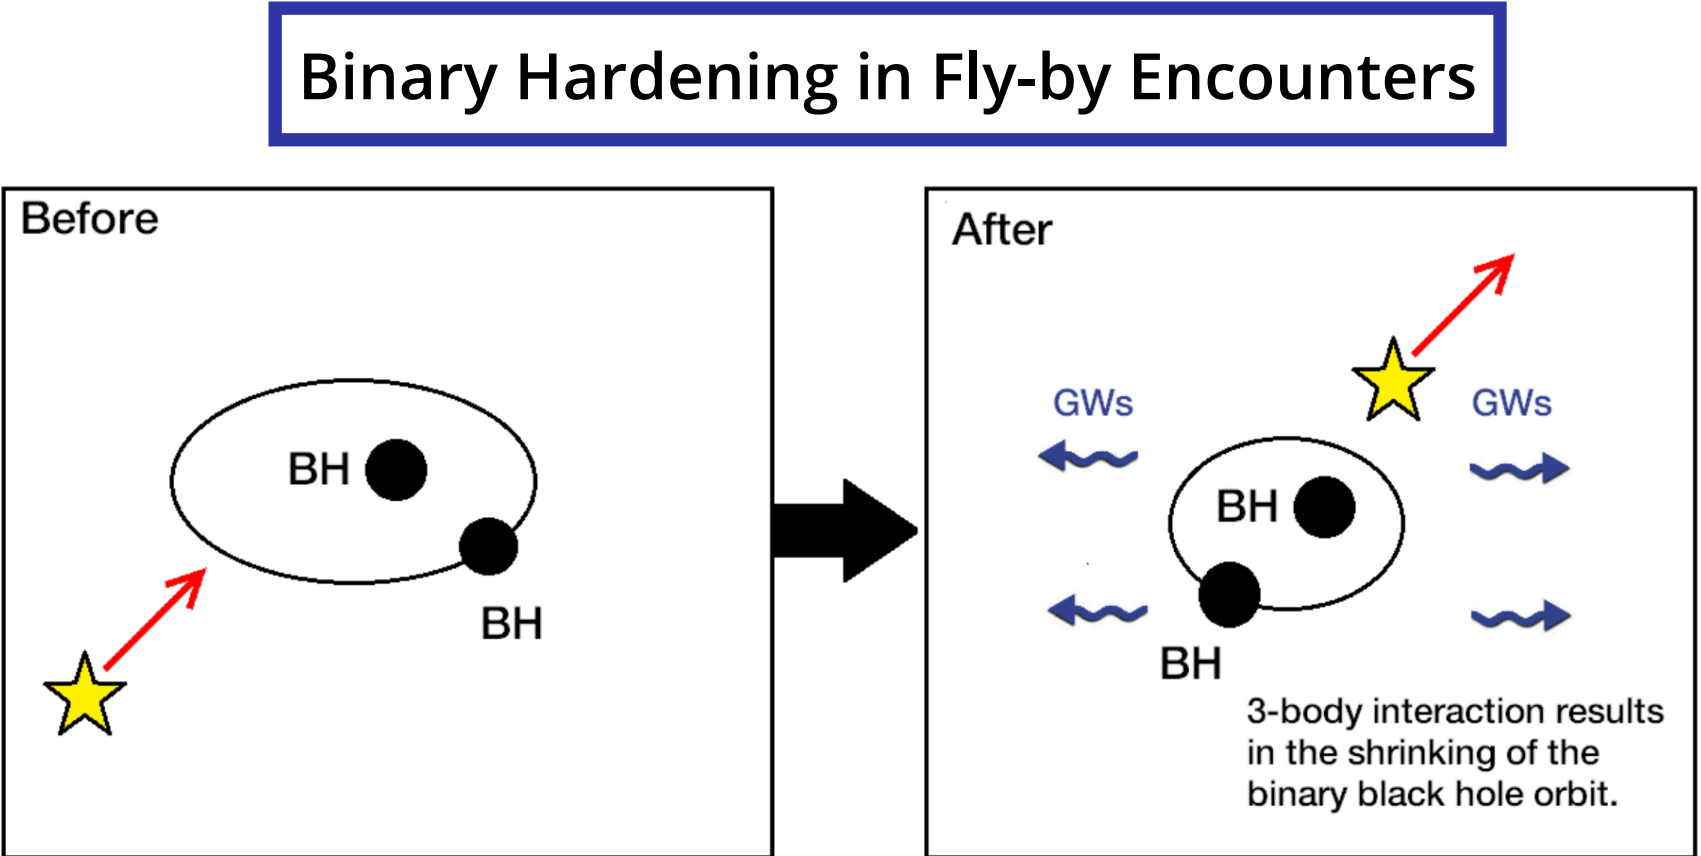 Binary Hardening in Fly-by Encounters
Before
BH
BH
After
GWs
GWs
BH
BH
3-body interaction results
in the shrinking of the
binary black hole orbit.